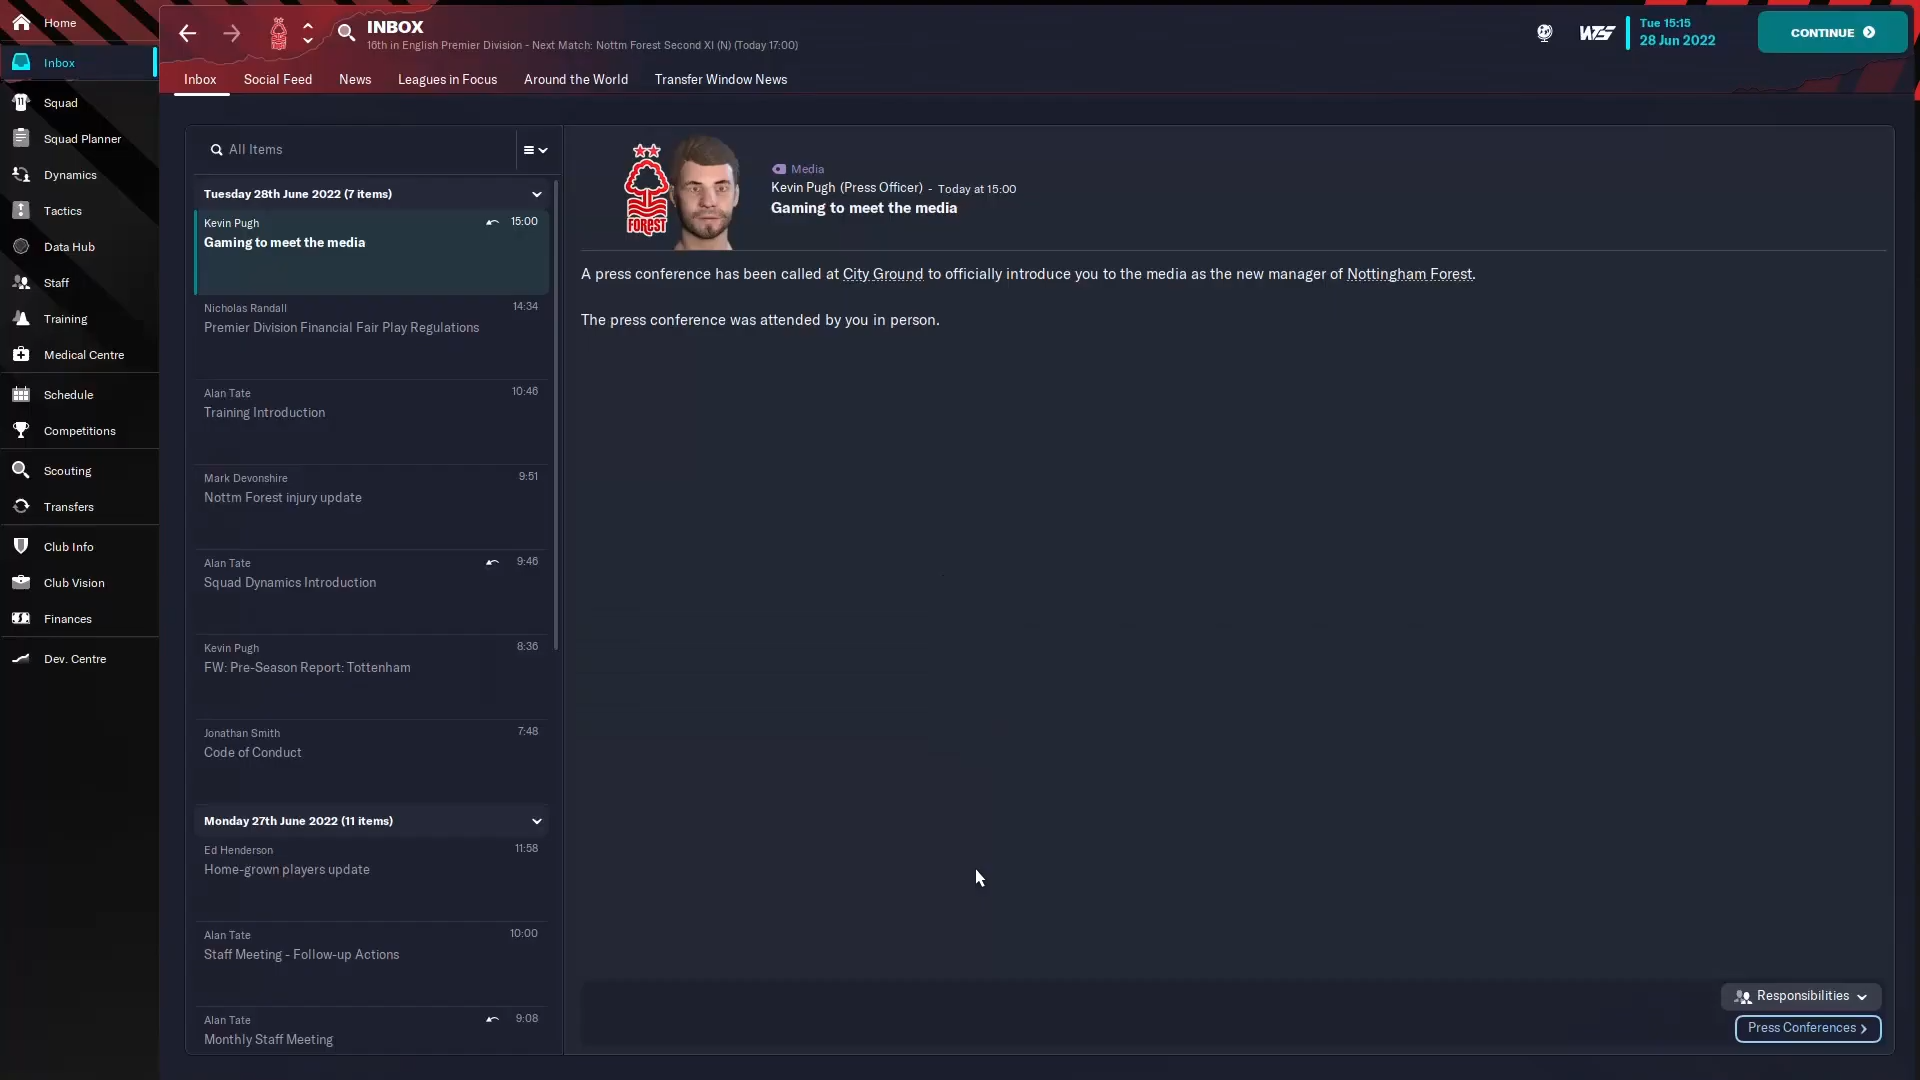 Home
Inbox
Squad
Squad Planner
Dynamics
Tactics
Data Hub
Staff
Training
Medical Centre
Schedule
Competitions
Scouting
Transfers
Club Info
Club Vision
Finances
Dev. Centre
INBOX
16th in English Premier Division - Next Match: Nottm Forest Second XI (N) (Today 17:00)
Tue 15:15
28 Jun 2022
CONTINUE
Inbox Social Feed News Leagues in Focus Around the World Transfer Window News
All Items
Tuesday 28th June 2022 (7 items)
Kevin Pugh 15:00
Gaming to meet the media
Nicholas Randall 14:34
Premier Division Financial Fair Play Regulations
Alan Tate 10:46
Training Introduction
Mark Devonshire 9:51
Nottm Forest injury update
Alan Tate 9:46
Squad Dynamics Introduction
Kevin Pugh 8:36
FW: Pre-Season Report: Tottenham
Jonathan Smith 7:48
Code of Conduct
Monday 27th June 2022 (11 items)
Ed Henderson 11:58
Home-grown players update
Alan Tate 10:00
Staff Meeting - Follow-up Actions
Alan Tate 9:08
Monthly Staff Meeting
FOREST
Media
Kevin Pugh (Press Officer) - Today at 15:00
Gaming to meet the media
A press conference has been called at City Ground to officially introduce you to the media as the new manager of Nottingham Forest.
The press conference was attended by you in person.
Responsibilities
Press Conferences